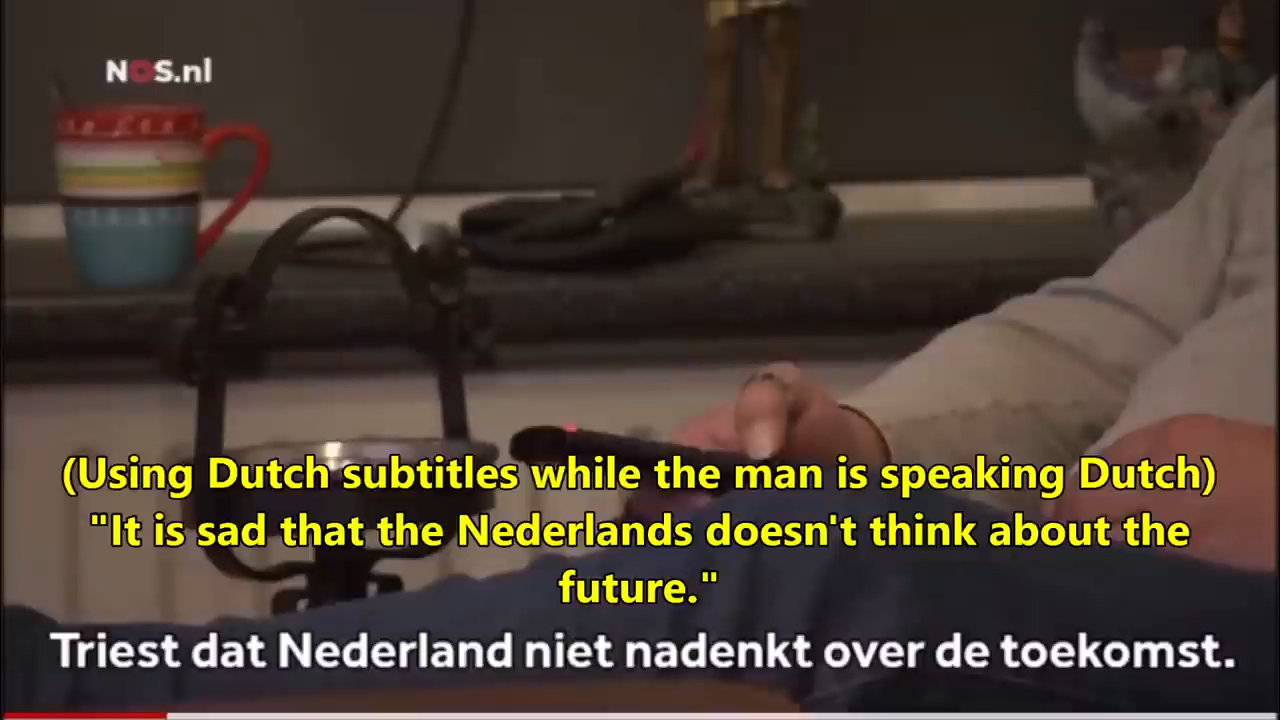 NOS.nl
(Using Dutch subtitles while the man is speaking Dutch)
"It is sad that the Nederlands doesn't think about the
future."
Triest dat Nederland niet nadenkt over de toekomst.